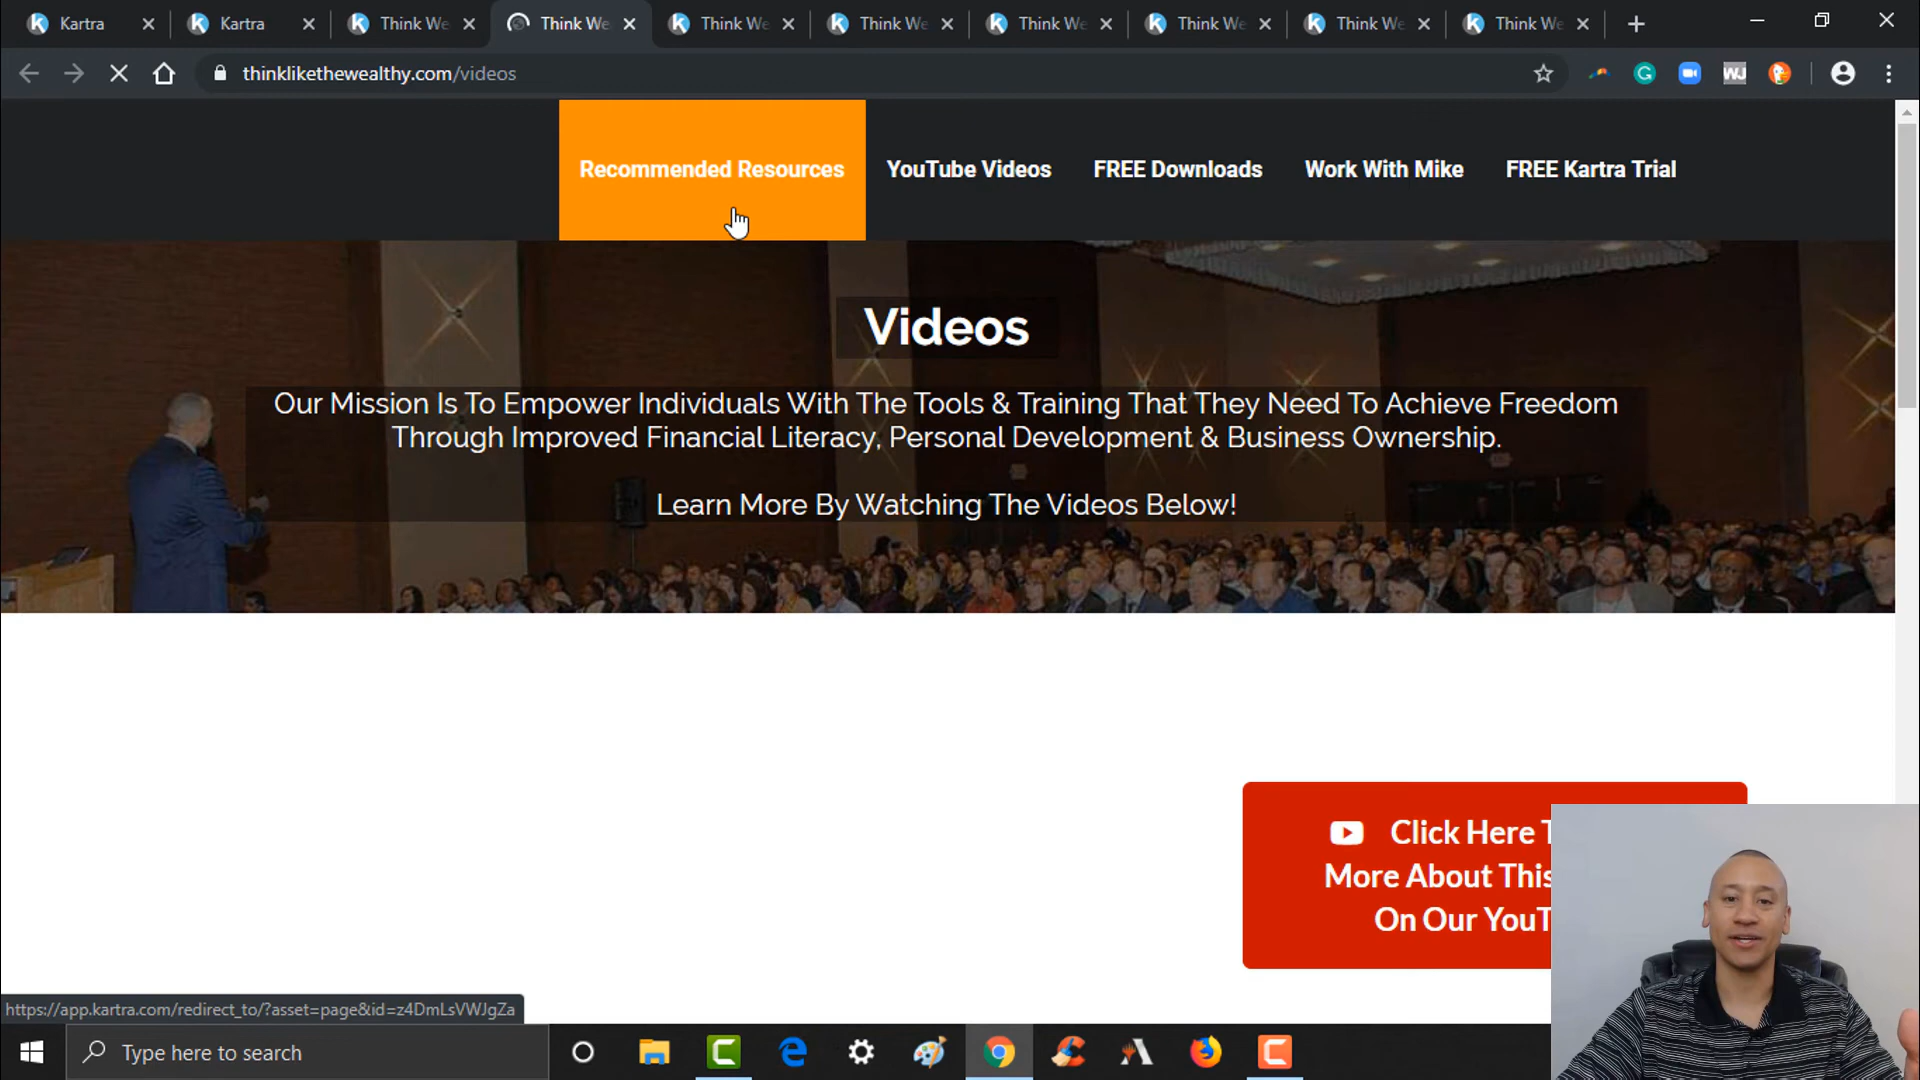 Kartra
Kartra
Think We
Think We
Think We
Think We
Think We
Think We
Think We
Think We
thinklikethewealthy.com/videos
Recommended Resources
YouTube Videos
FREE Downloads
Work With Mike
FREE Kartra Trial
Videos
Our Mission Is To Empower Individuals With The Tools & Training That They Need To Achieve Freedom
Through Improved Financial Literacy, Personal Development & Business Ownership.
Learn More By Watching The Videos Below!
Click Here T
More About This
On Our YouT
https://app.kartra.com/redirect_to/?asset=page&id=z4DmLsVWJgZa
Type here to search